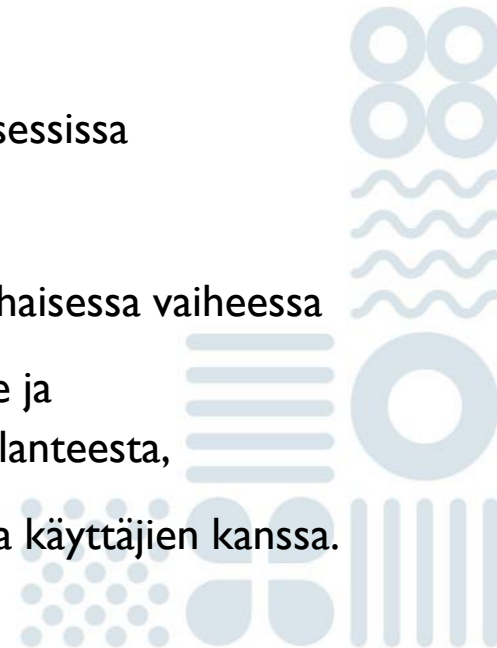 sessissa
haisessa vaiheessa
e ja
lanteesta,
a käyttäjien kanssa.